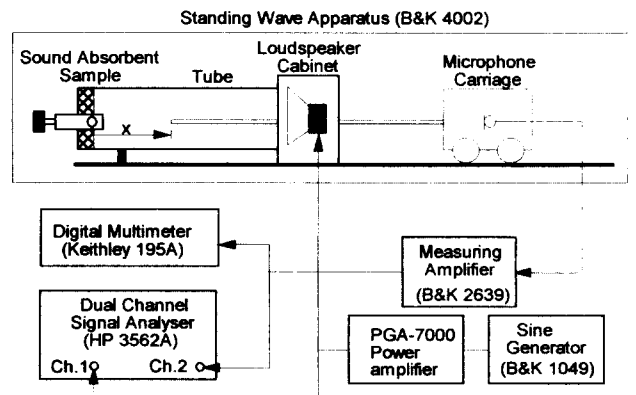 Standing Wave Apparatus (B&K 4002)
Sound Absorbent
Sample
Tube
Loudspeaker
Cabinet
Microphone
Carriage
x
Digital Multimeter
(Keithley 195A)
Measuring
Amplifier
(B&K 2639)
Dual Channel
Signal Analyser
(HP 3562A)
Ch.1
Ch.2
PGA-7000
Power
amplifier
Sine
Generator
(B&K 1049)